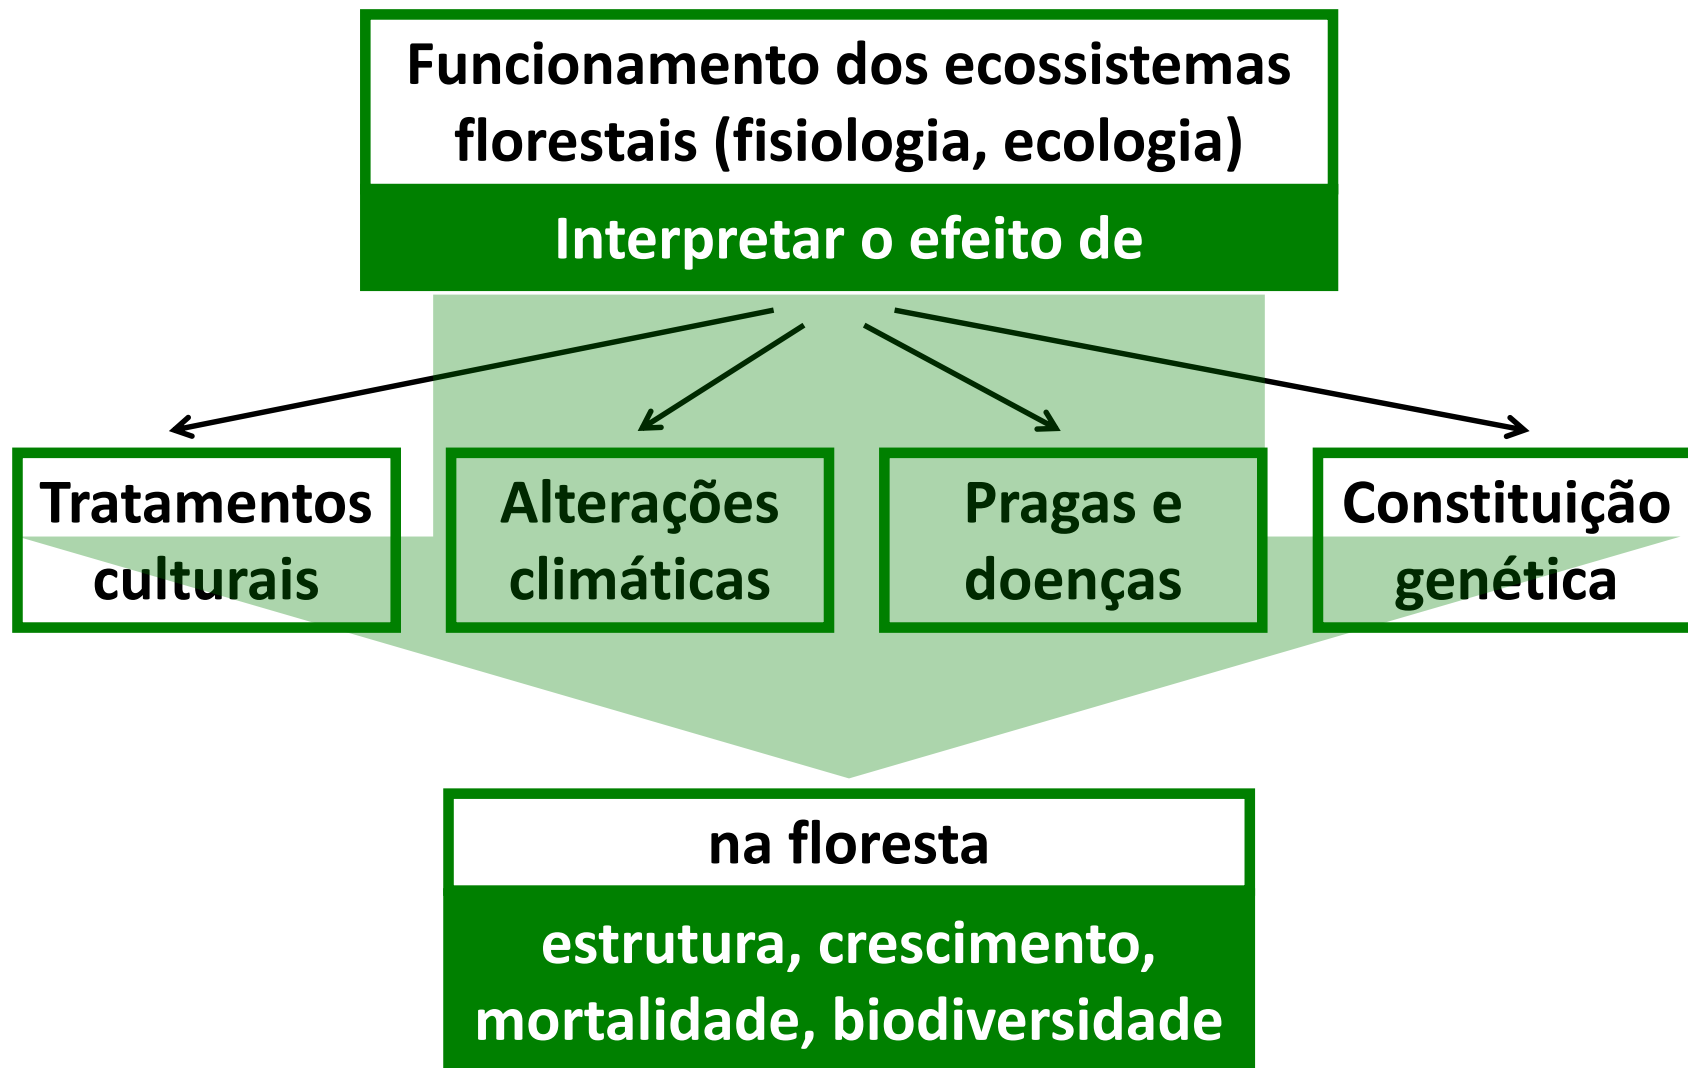 Funcionamento dos ecossistemas
florestais (fisiologia, ecologia)
Interpretar o efeito de
Tratamentos
culturais
Alterações
climáticas
Pragas e
doenças
Constituição
genética
na floresta
estrutura, crescimento,
mortalidade, biodiversidade